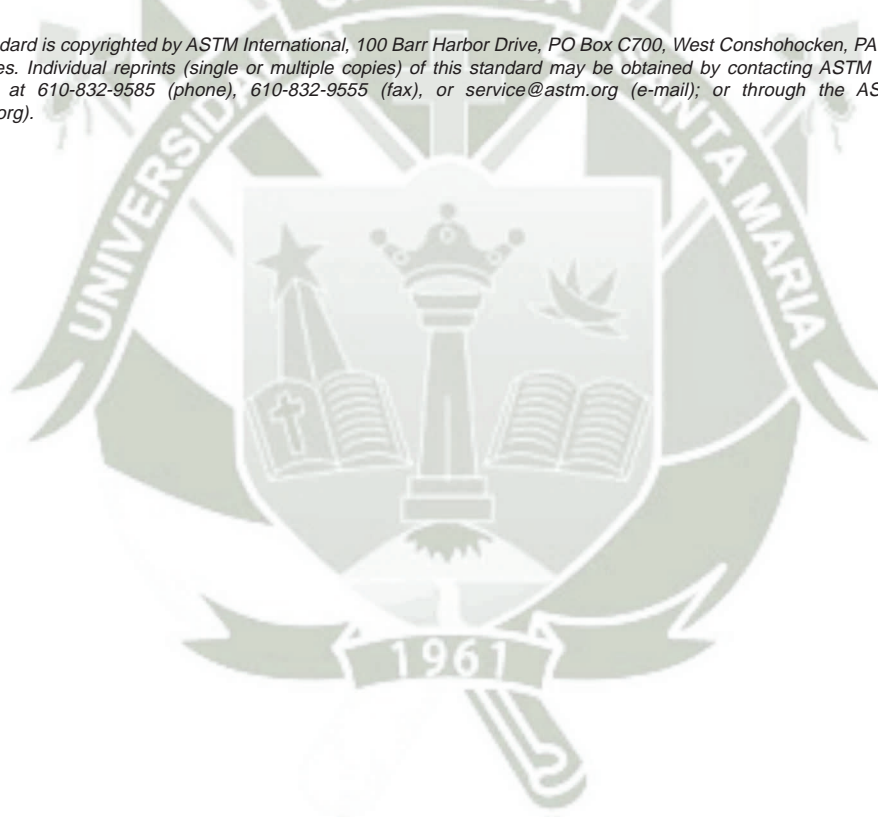 dard is copyrighted by ASTM International, 100 Barr Harbor Drive, PO Box C700, West Conshohocken, PA
es. Individual reprints (single or multiple copies) of this standard may be obtained by contacting ASTM
at 610-832-9585 (phone), 610-832-9555 (fax), or service@astm.org (e-mail); or through the AS
org).
UNIVERSIDA
SANTA MARIA
1961